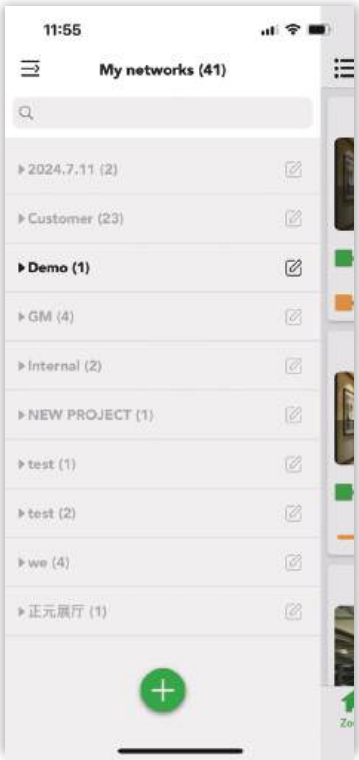 11:55
My networks (41)
2024.7.11 (2)
Customer (23)
Demo (1)
GM (4)
Internal (2)
NEW PROJECT (1)
test (1)
test (2)
we (4)
正元展厅 (1)